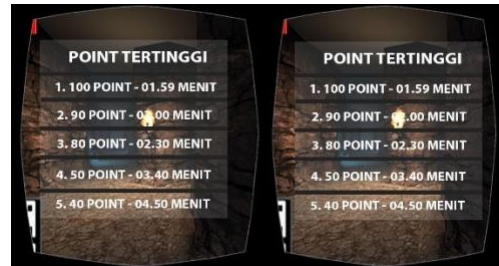 POINT TERTINGGI
1. 100 POINT - 01.59 MENIT
2. 90 POINT - 02.00 MENIT
3. 80 POINT - 02.30 MENIT
4. 50 POINT - 03.40 MENIT
5. 40 POINT - 04.50 MENIT
POINT TERTINGGI
1. 100 POINT - 01.59 MENIT
2. 90 POINT - .00 MENIT
3. 80 POINT - 02.30 MENIT
4. 50 POINT - 03.40 MENIT
5. 40 POINT - 04.50 MENIT